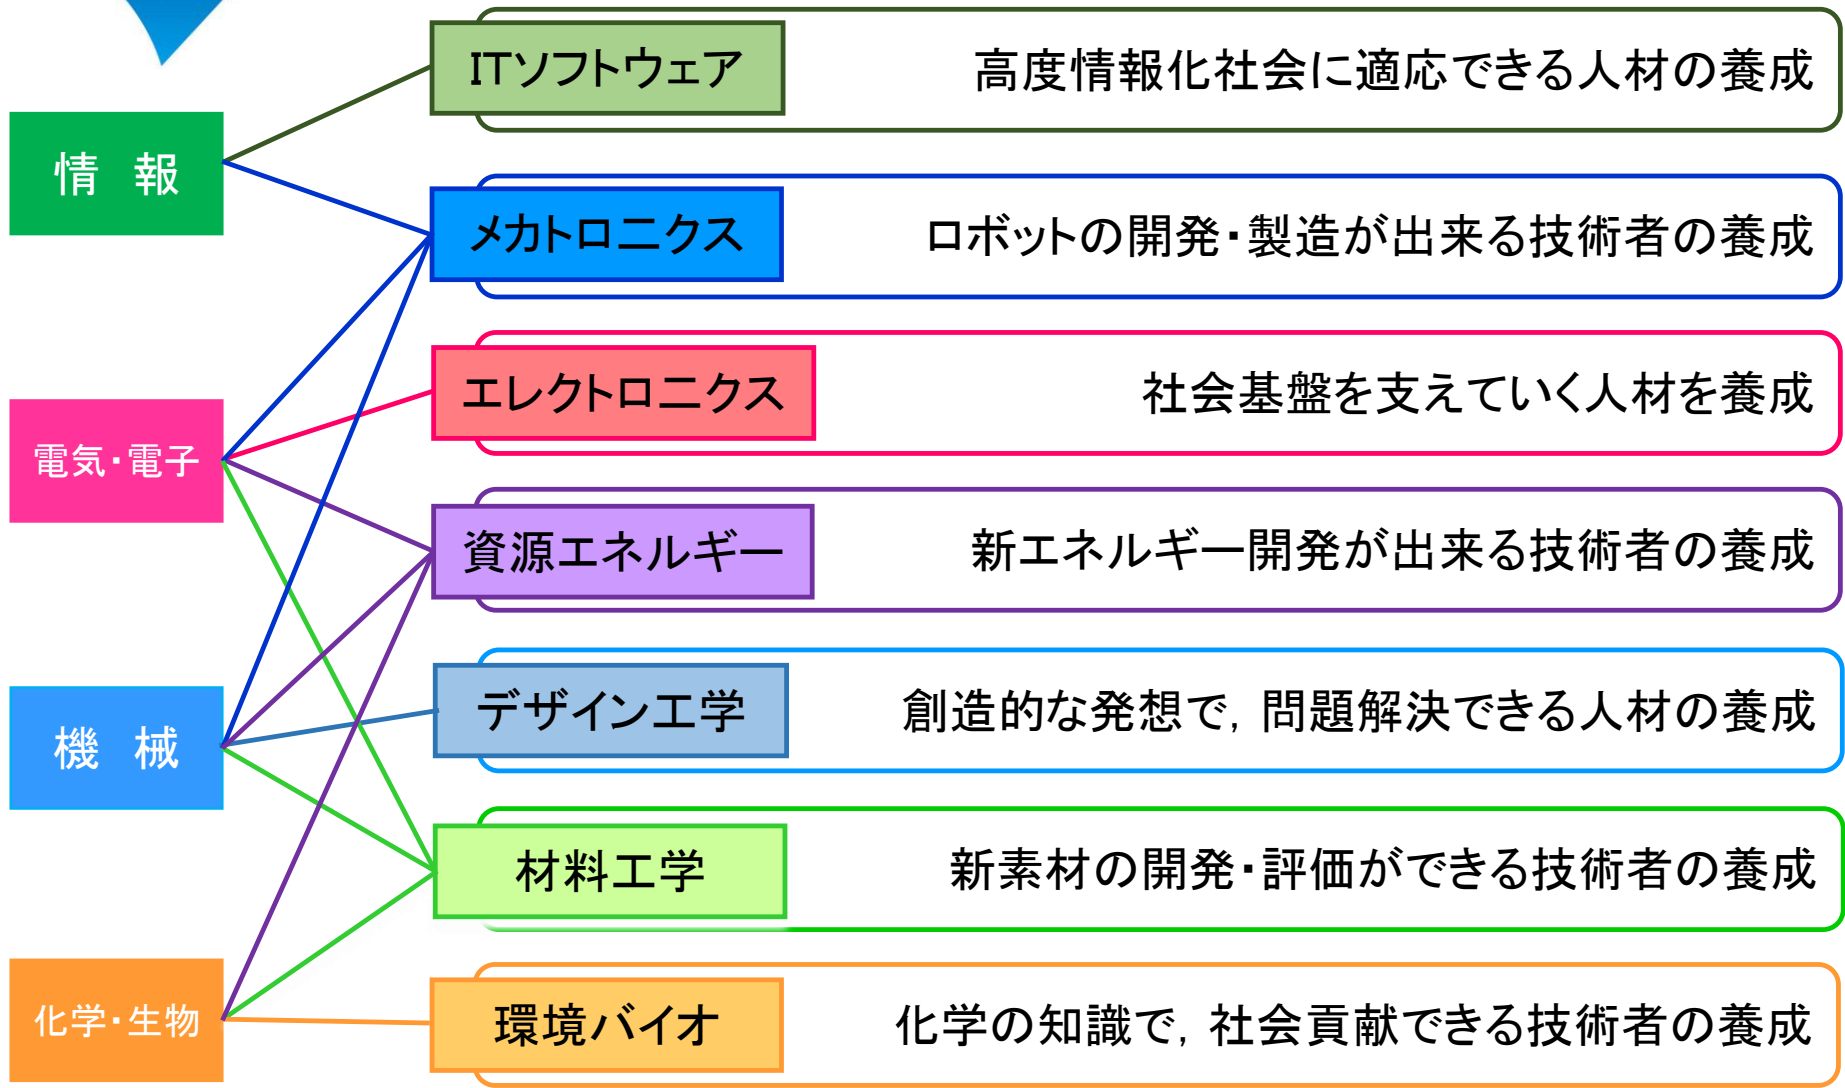 ITソフトウェア 高度情報化社会に適応できる人材の養成
情 報
メカトロニクス ロボットの開発・製造が出来る技術者の養成
エレクトロニクス 社会基盤を支えていく人材を養成
電気・電子
資源エネルギー 新エネルギー開発が出来る技術者の養成
デザイン工学 創造的な発想で，問題解決できる人材の養成
機 械
材料工学 新素材の開発・評価ができる技術者の養成
化学・生物
環境バイオ 化学の知識で，社会貢献できる技術者の養成